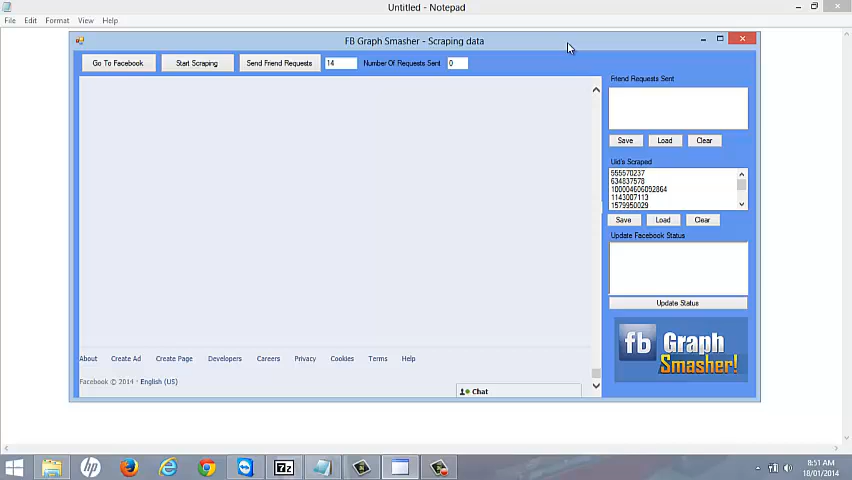 Untitled - Notepad
File Edit Format View Help
FB Graph Smasher - Scraping data
Go To Facebook Start Scraping Send Friend Requests 14 Number Of Requests Sent 0
Friend Requests Sent
Save Load Clear
Uid's Scraped
555570237
634837578
100004606092864
1143007113
1579950029
Save Load Clear
Update Facebook Status
Update Status
fb Graph Smasher!
About Create Ad Create Page Developers Careers Privacy Cookies Terms Help
Facebook © 2014 · English (US)
Chat
hp
7z
8:51 AM
18/01/2014